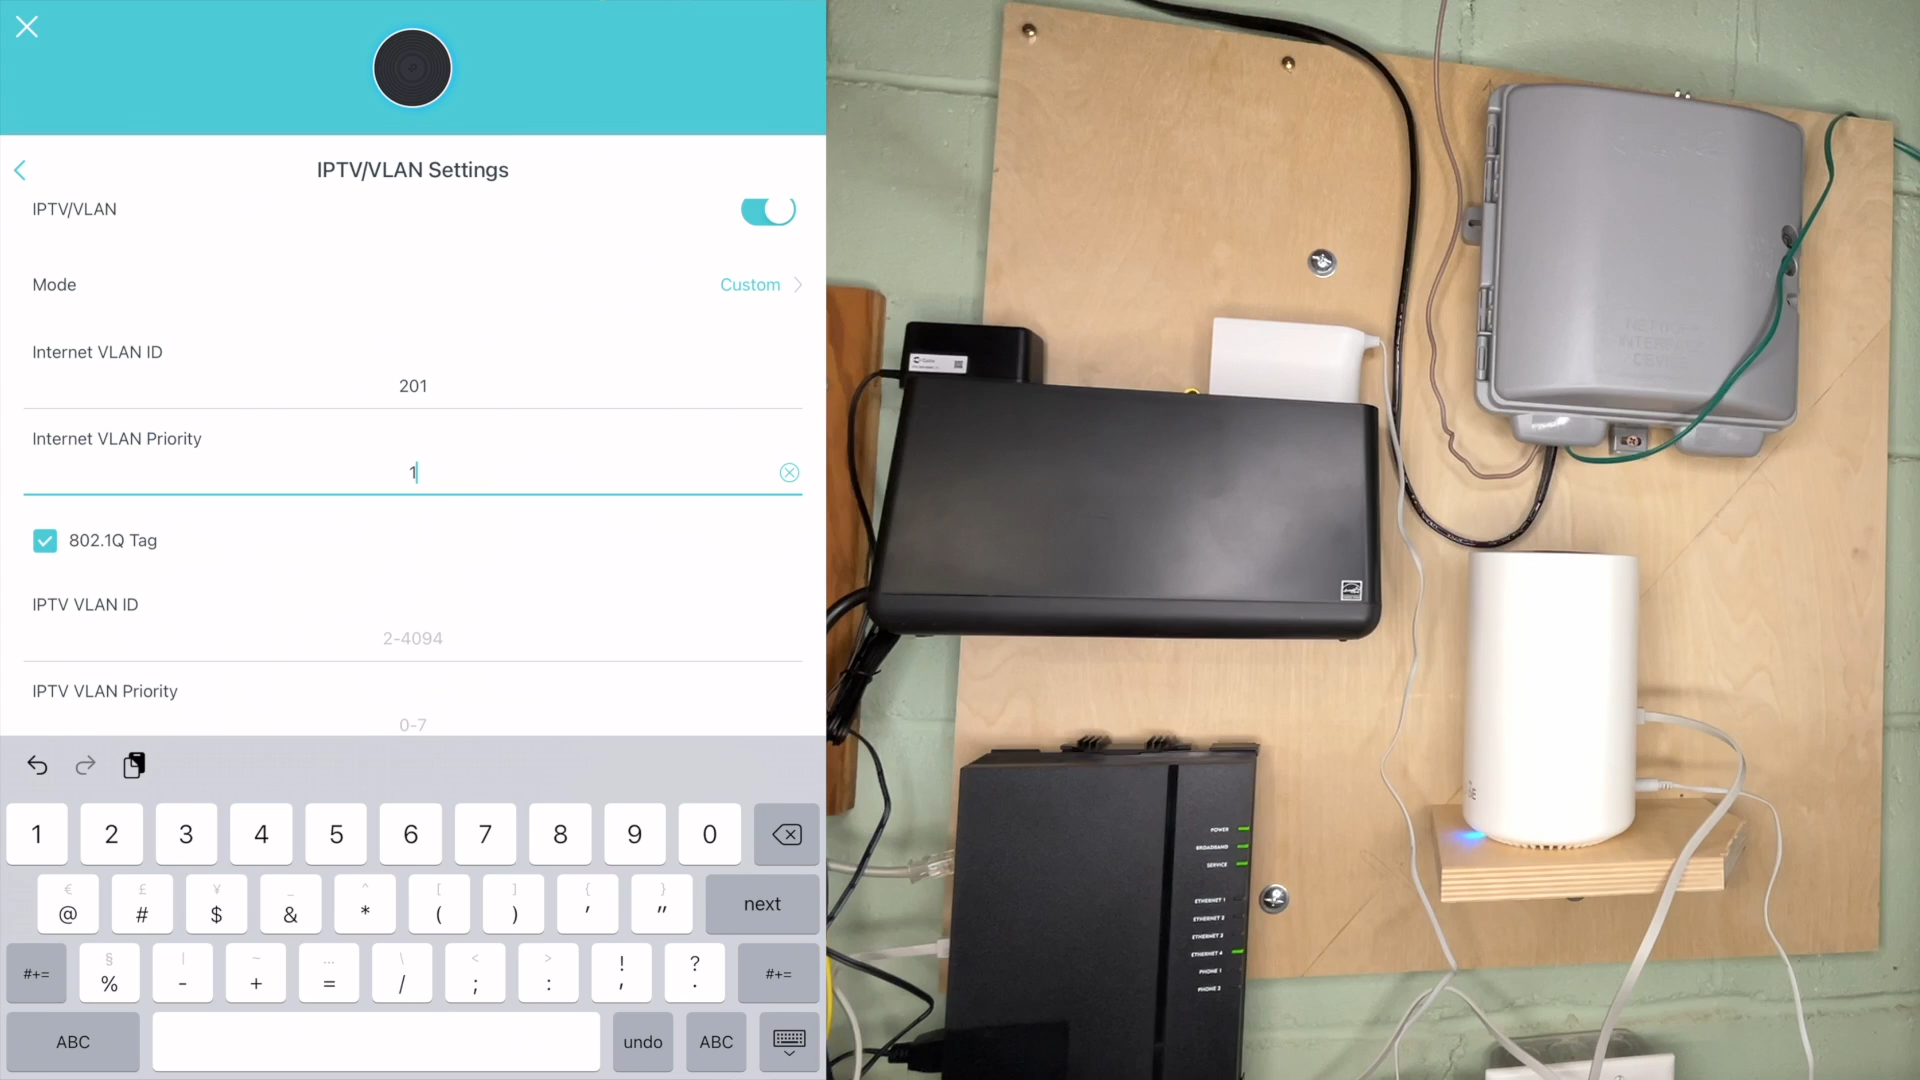 IPTV/VLAN Settings
IPTV/VLAN
Mode
Custom
Internet VLAN ID
201
Internet VLAN Priority
1
802.1Q Tag
IPTV VLAN ID
2-4094
IPTV VLAN Priority
0-7
1 2 3 4 5 6 7 8 9 0
€ £ ¥ _ ^ [ ] { }
@ # $ & * ( ) ' " next
§ | ~ … \ < > ! ?
#+= % - + = / ; : , . #+=
ABC undo ABC
NETWORK
INTERFACE
DEVICE
POWER
BROADBAND
SERVICE
ETHERNET 1
ETHERNET 2
ETHERNET 3
ETHERNET 4
PHONE 1
PHONE 2